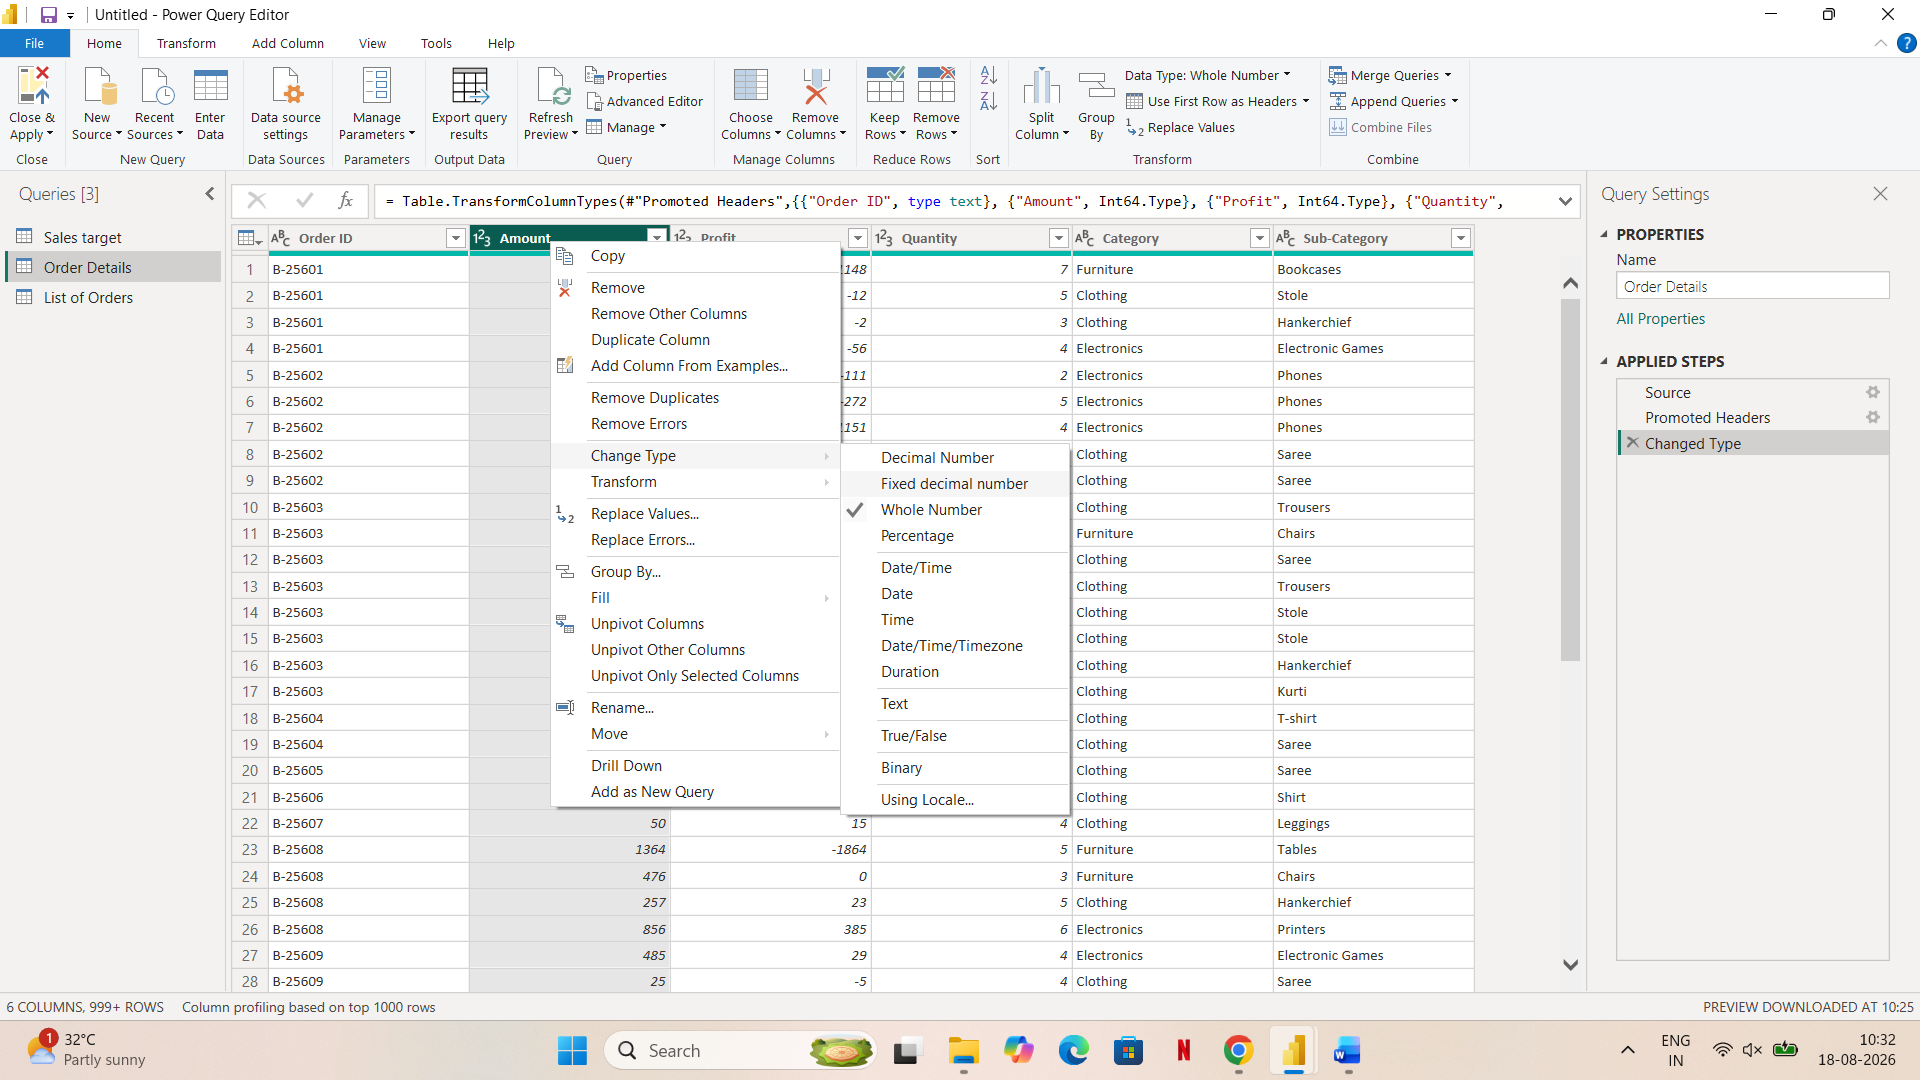 Untitled - Power Query Editor
File Home Transform Add Column View Tools Help
Close & Apply
New Source
Recent Sources
Enter Data
Data source settings
Manage Parameters
Export query results
Refresh Preview
Properties
Advanced Editor
Manage
Choose Columns
Remove Columns
Keep Rows
Remove Rows
Split Column
Group By
Data Type: Whole Number
Use First Row as Headers
Replace Values
Merge Queries
Append Queries
Combine Files
Close New Query Data Sources Parameters Output Data Query Manage Columns Reduce Rows Sort Transform Combine
Queries [3]
Sales target
Order Details
List of Orders
= Table.TransformColumnTypes(#"Promoted Headers",{{"Order ID", type text}, {"Amount", Int64.Type}, {"Profit", Int64.Type}, {"Quantity",
Order ID Amount Profit Quantity Category Sub-Category
1 B-25601 7 Furniture Bookcases
2 B-25601 -12 5 Clothing Stole
3 B-25601 -2 3 Clothing Hankerchief
4 B-25601 -56 4 Electronics Electronic Games
5 B-25602 -111 2 Electronics Phones
6 B-25602 -272 5 Electronics Phones
7 B-25602 4 Electronics Phones
8 B-25602 Clothing Saree
9 B-25602 Clothing Saree
10 B-25603 Clothing Trousers
11 B-25603 Furniture Chairs
12 B-25603 Clothing Saree
13 B-25603 Clothing Trousers
14 B-25603 Clothing Stole
15 B-25603 Clothing Stole
16 B-25603 Clothing Hankerchief
17 B-25603 Clothing Kurti
18 B-25604 Clothing T-shirt
19 B-25604 Clothing Saree
20 B-25605 Clothing Saree
21 B-25606 Clothing Shirt
22 B-25607 50 15 4 Clothing Leggings
23 B-25608 1364 -1864 5 Furniture Tables
24 B-25608 476 0 3 Furniture Chairs
25 B-25608 257 23 5 Clothing Hankerchief
26 B-25608 856 385 6 Electronics Printers
27 B-25609 485 29 4 Electronics Electronic Games
28 B-25609 25 -5 4 Clothing Saree
Copy
Remove
Remove Other Columns
Duplicate Column
Add Column From Examples...
Remove Duplicates
Remove Errors
Change Type
Transform
Replace Values...
Replace Errors...
Group By...
Fill
Unpivot Columns
Unpivot Other Columns
Unpivot Only Selected Columns
Rename...
Move
Drill Down
Add as New Query
Decimal Number
Fixed decimal number
Whole Number
Percentage
Date/Time
Date
Time
Date/Time/Timezone
Duration
Text
True/False
Binary
Using Locale...
Query Settings
PROPERTIES
Name
Order Details
All Properties
APPLIED STEPS
Source
Promoted Headers
Changed Type
6 COLUMNS, 999+ ROWS Column profiling based on top 1000 rows
PREVIEW DOWNLOADED AT 10:25
1
32°C
Partly sunny
Search
ENG
IN
10:32
18-08-2026